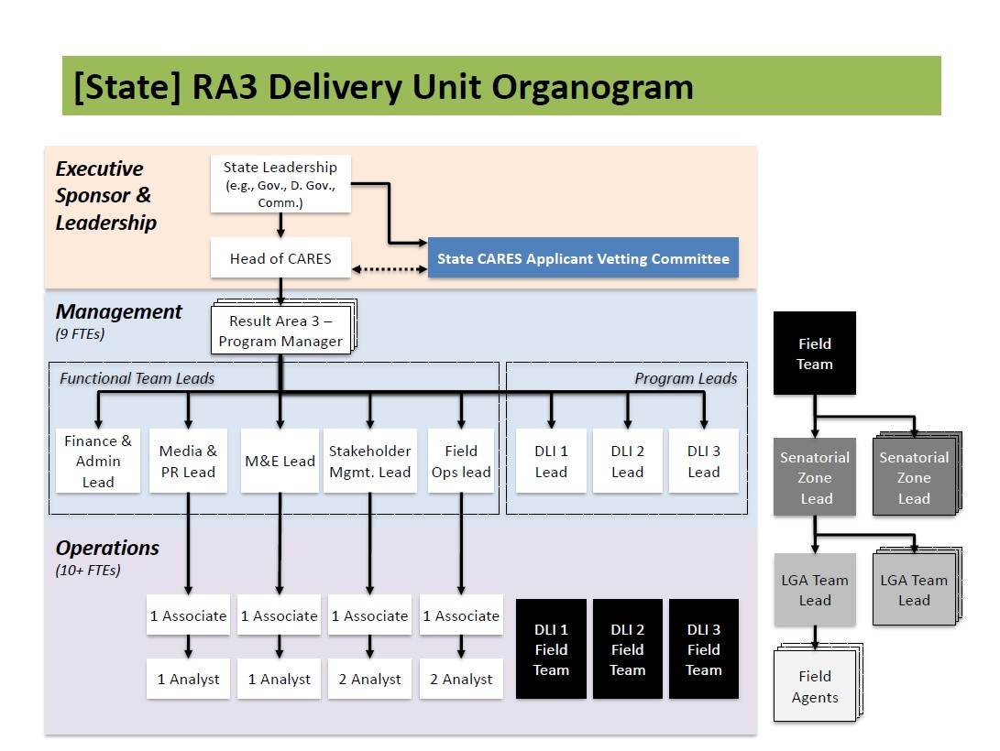 [State] RA3 Delivery Unit Organogram
Executive
Sponsor &
Leadership
State Leadership
(e.g., Gov., D. Gov.,
Comm.)
Head of CARES
State CARES Applicant Vetting Committee
Management
(9 FTEs)
Result Area 3 –
Program Manager
Functional Team Leads
Program Leads
Finance &
Admin
Lead
Media &
PR Lead
M&E Lead
Stakeholder
Mgmt. Lead
Field
Ops lead
DLI 1
Lead
DLI 2
Lead
DLI 3
Lead
Operations
(10+ FTEs)
1 Associate
1 Associate
1 Associate
1 Associate
1 Analyst
1 Analyst
2 Analyst
2 Analyst
DLI 1
Field
Team
DLI 2
Field
Team
DLI 3
Field
Team
Field
Team
Senatorial
Zone
Lead
Senatorial
Zone
Lead
LGA Team
Lead
LGA Team
Lead
Field
Agents